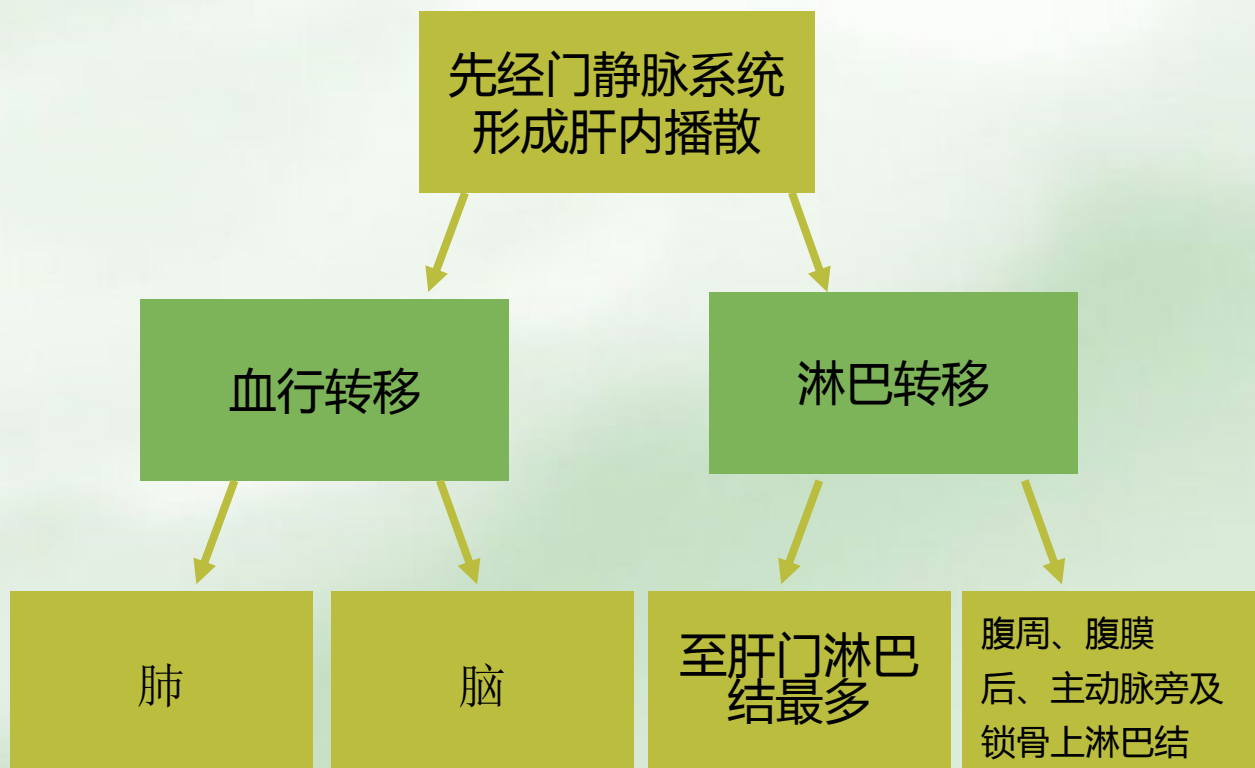 先经门静脉系统
形成肝内播散
血行转移
淋巴转移
肺
脑
至肝门淋巴
结最多
腹周、腹膜
后、主动脉旁及
锁骨上淋巴结